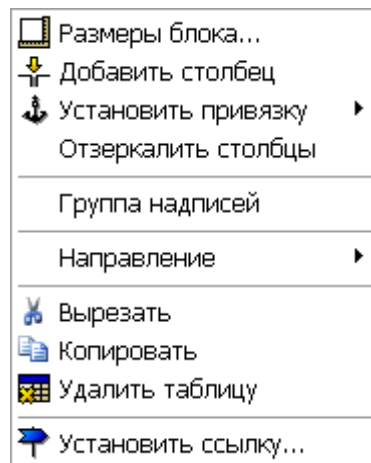 Размеры блока...
Добавить столбец
Установить привязку
Отзеркалить столбцы
Группа надписей
Направление
Вырезать
Копировать
Удалить таблицу
Установить ссылку...